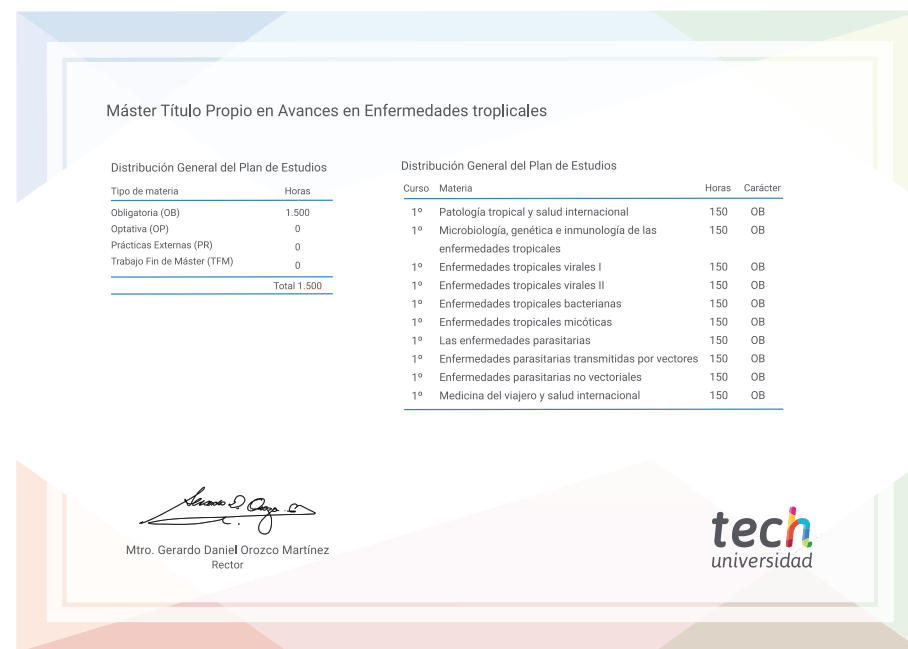 Máster Título Propio en Avances en Enfermedades troplicales
Distribución General del Plan de Estudios
Tipo de materia Horas
Obligatoria (OB) 1.500
Optativa (OP) 0
Prácticas Externas (PR) 0
Trabajo Fin de Máster (TFM) 0
Total 1.500
Distribución General del Plan de Estudios
Curso Materia Horas Carácter
1º Patología tropical y salud internacional 150 OB
1º Microbiología, genética e inmunología de las 150 OB
enfermedades tropicales
1º Enfermedades tropicales virales I 150 OB
1º Enfermedades tropicales virales II 150 OB
1º Enfermedades tropicales bacterianas 150 OB
1º Enfermedades tropicales micóticas 150 OB
1º Las enfermedades parasitarias 150 OB
1º Enfermedades parasitarias transmitidas por vectores 150 OB
1º Enfermedades parasitarias no vectoriales 150 OB
1º Medicina del viajero y salud internacional 150 OB
Mtro. Gerardo Daniel Orozco Martínez
Rector
tech
universidad